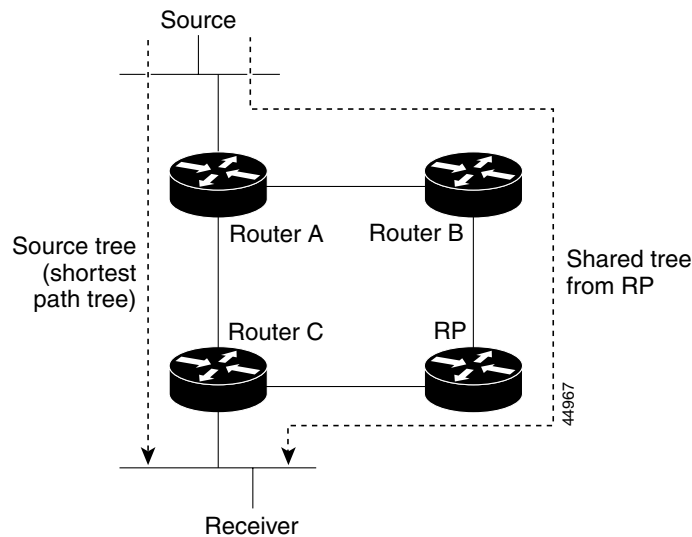 Source
Router A
Router B
Source tree
(shortest
path tree)
Shared tree
from RP
Router C
RP
44967
Receiver